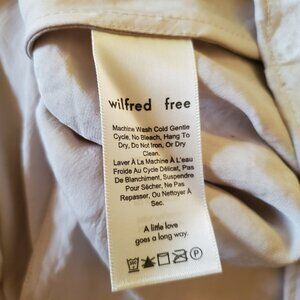 wilfred free
Machine Wash Cold Gentle
Cycle, No Bleach, Hang To
Dry, Do Not Iron, Or Dry
Clean.
Laver À La Machine À L'eau
Froide Au Cycle Délicat, Pas
De Blanchiment, Suspendre
Pour Sécher, Ne Pas
Repasser, Ou Nettoyer À
Sec.
A little love
goes a long way.